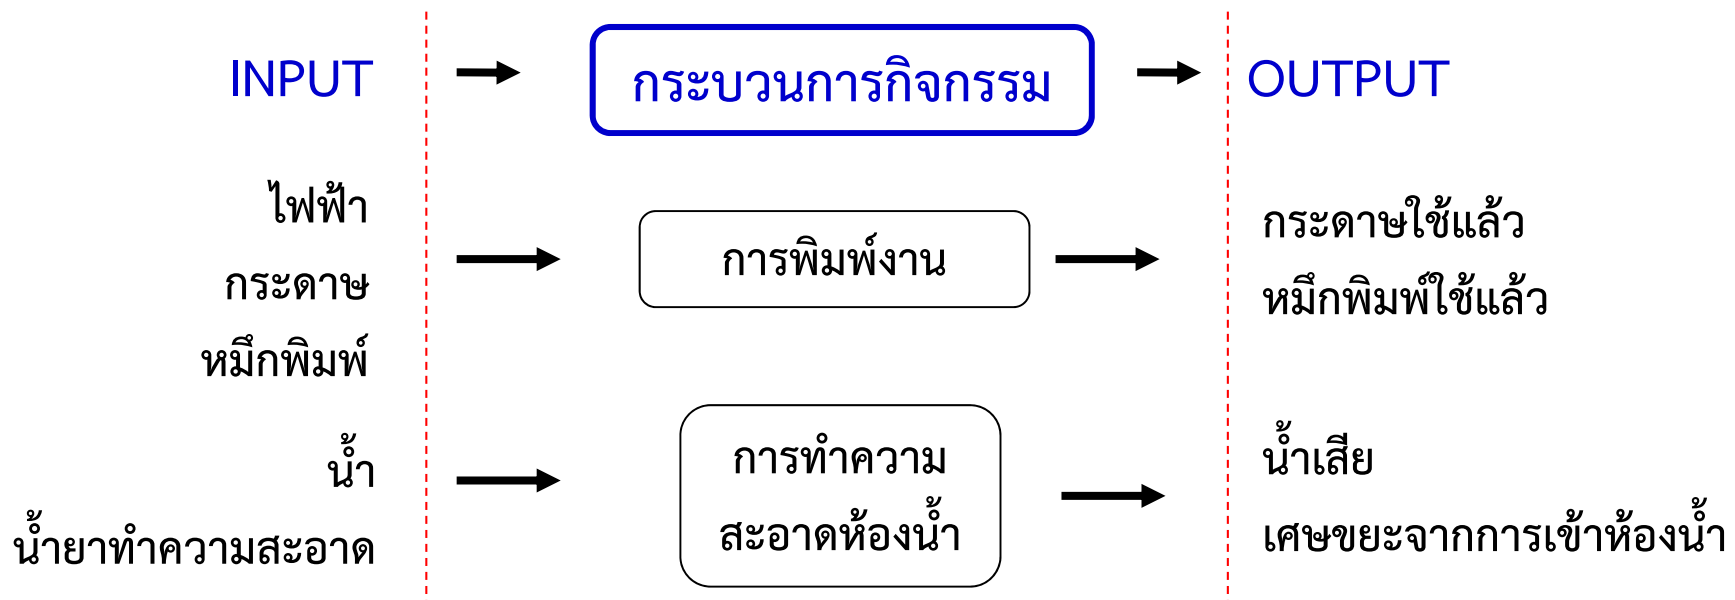 INPUT
กระบวนการกิจกรรม
OUTPUT
ไฟฟ้า
กระดาษ
หมึกพิมพ์
การพิมพ์งาน
กระดาษใช้แล้ว
หมึกพิมพ์ใช้แล้ว
น้ำ
น้ำยาทำความสะอาด
การทำความ
สะอาดห้องน้ำ
น้ำเสีย
เศษขยะจากการเข้าห้องน้ำ